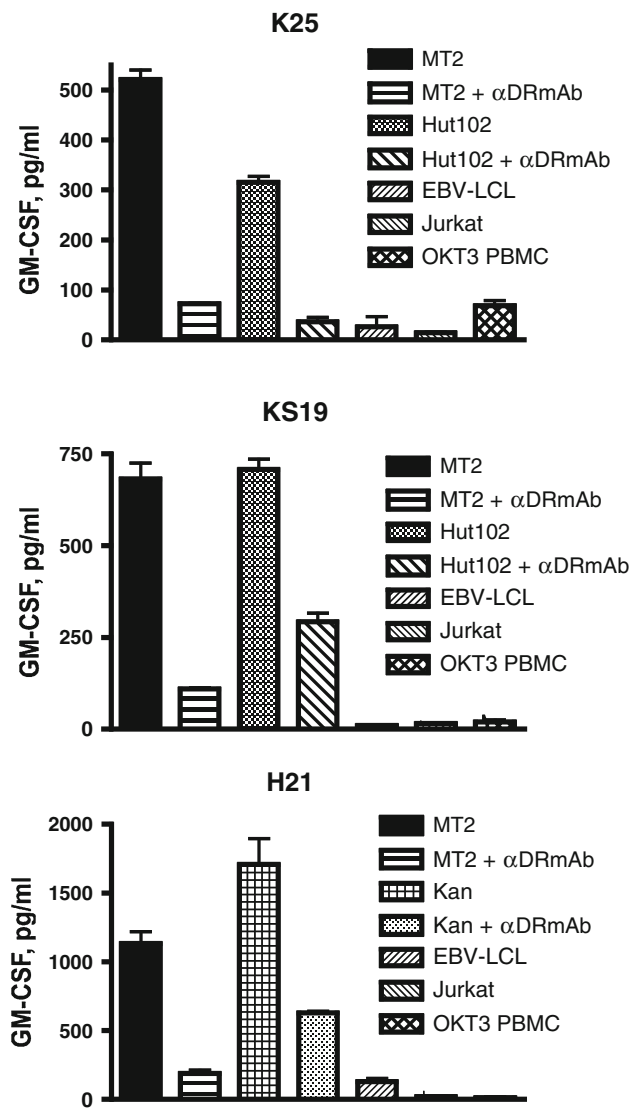 K25
GM-CSF, pg/ml
500
400
300
200
100
0
MT2
MT2 + αDRmAb
Hut102
Hut102 + αDRmAb
EBV-LCL
Jurkat
OKT3 PBMC
KS19
GM-CSF, pg/ml
750
500
250
0
MT2
MT2 + αDRmAb
Hut102
Hut102 + αDRmAb
EBV-LCL
Jurkat
OKT3 PBMC
H21
GM-CSF, pg/ml
2000
1500
1000
500
0
MT2
MT2 + αDRmAb
Kan
Kan + αDRmAb
EBV-LCL
Jurkat
OKT3 PBMC